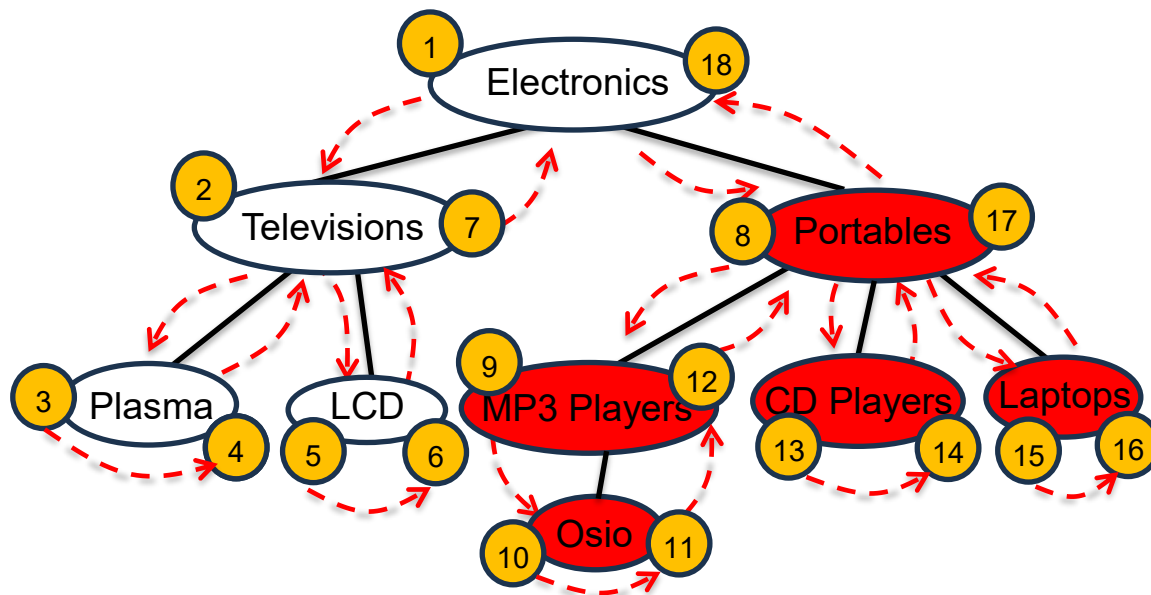 1
18
Electronics
2
7
Televisions
8
17
Portables
3
4
Plasma
5
6
LCD
9
12
MP3 Players
13
14
CD Players
15
16
Laptops
10
11
Osio